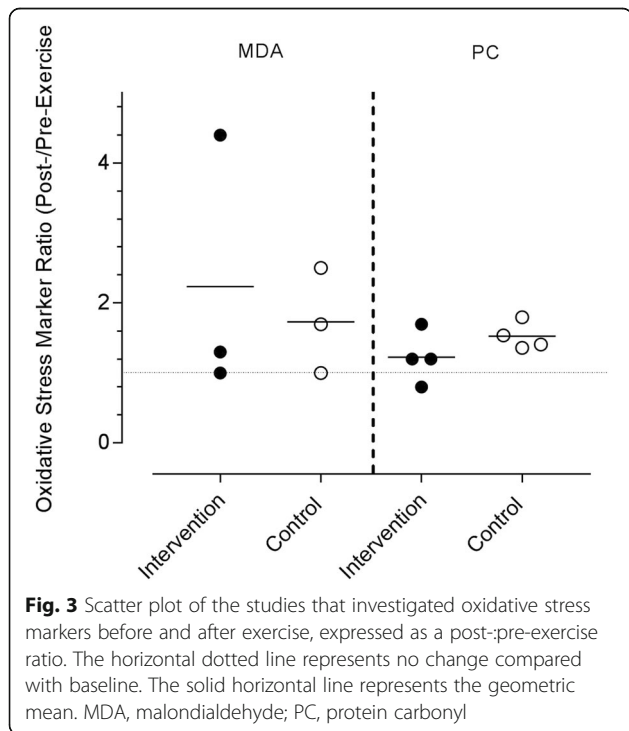 MDA PC
Oxidative Stress Marker Ratio (Post-/Pre-Exercise
4
2
0
Intervention
Control
Intervention
Control
Fig. 3 Scatter plot of the studies that investigated oxidative stress
markers before and after exercise, expressed as a post-:pre-exercise
ratio. The horizontal dotted line represents no change compared
with baseline. The solid horizontal line represents the geometric
mean. MDA, malondialdehyde; PC, protein carbonyl